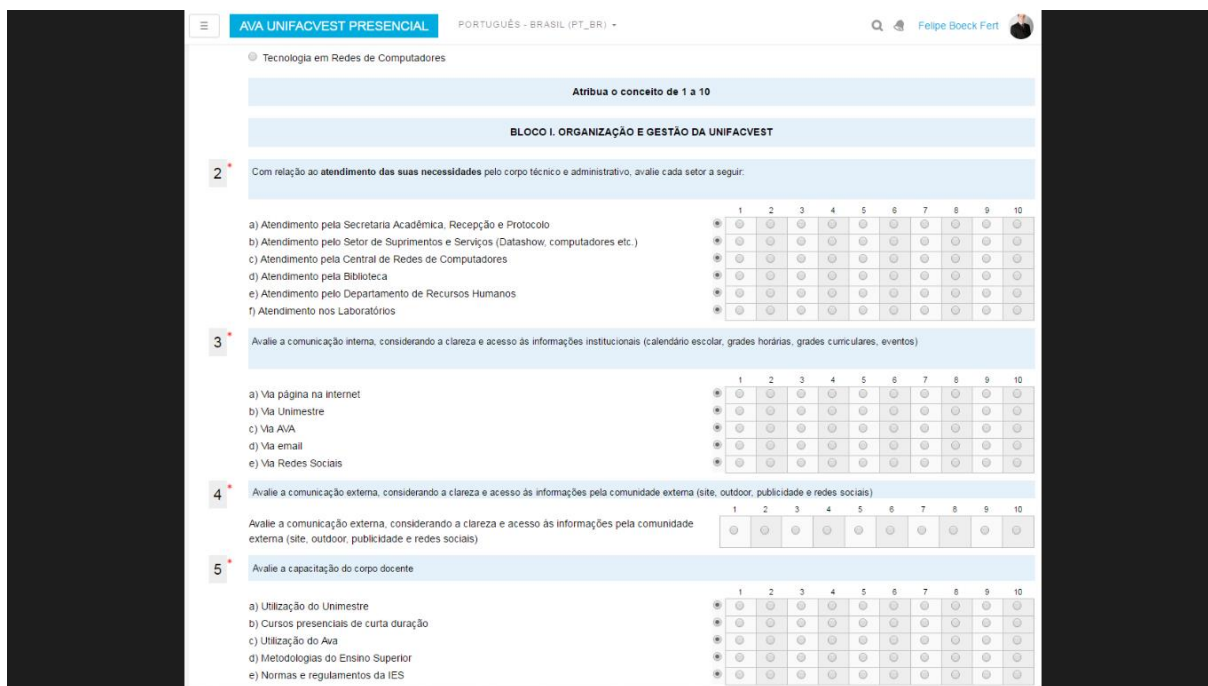 AVA UNIFACVEST PRESENCIAL PORTUGUÊS - BRASIL (PT_BR) Felipe Boeck Fert
Tecnologia em Redes de Computadores
Atribua o conceito de 1 a 10
BLOCO I. ORGANIZAÇÃO E GESTÃO DA UNIFACVEST
2 * Com relação ao atendimento das suas necessidades pelo corpo técnico e administrativo, avalie cada setor a seguir:
1 2 3 4 5 6 7 8 9 10
a) Atendimento pela Secretaria Acadêmica, Recepção e Protocolo
b) Atendimento pelo Setor de Suprimentos e Serviços (Datashow, computadores etc.)
c) Atendimento pela Central de Redes de Computadores
d) Atendimento pela Biblioteca
e) Atendimento pelo Departamento de Recursos Humanos
f) Atendimento nos Laboratórios
3 * Avalie a comunicação interna, considerando a clareza e acesso às informações institucionais (calendário escolar, grades horárias, grades curriculares, eventos)
1 2 3 4 5 6 7 8 9 10
a) Via página na internet
b) Via Unimestre
c) Via AVA
d) Via email
e) Via Redes Sociais
4 * Avalie a comunicação externa, considerando a clareza e acesso às informações pela comunidade externa (site, outdoor, publicidade e redes sociais)
1 2 3 4 5 6 7 8 9 10
Avalie a comunicação externa, considerando a clareza e acesso às informações pela comunidade
externa (site, outdoor, publicidade e redes sociais)
5 * Avalie a capacitação do corpo docente
1 2 3 4 5 6 7 8 9 10
a) Utilização do Unimestre
b) Cursos presenciais de curta duração
c) Utilização do Ava
d) Metodologias do Ensino Superior
e) Normas e regulamentos da IES